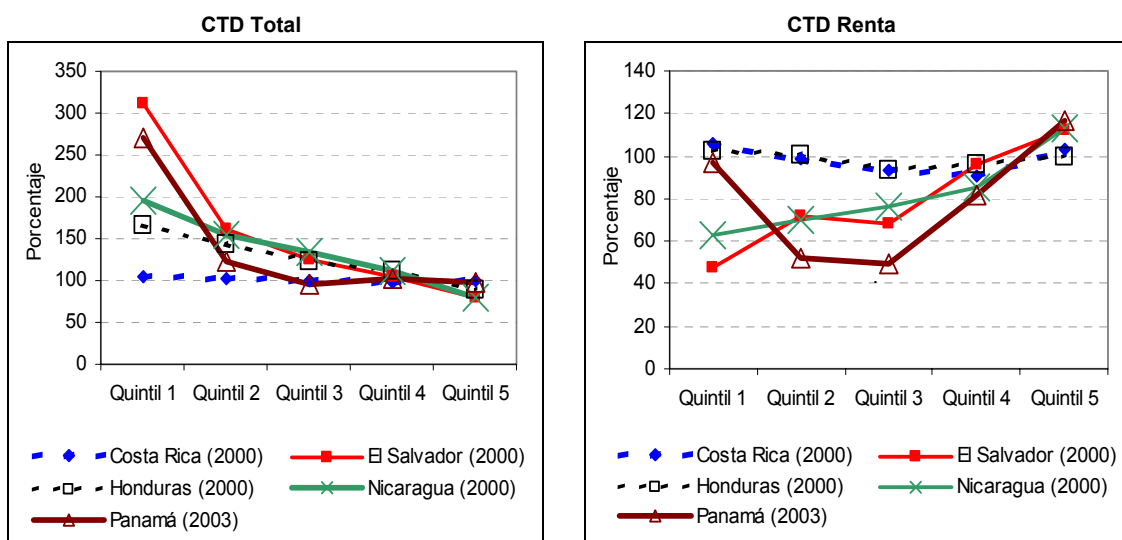 CTD Total
Porcentaje
350
300
250
200
150
100
50
0
Quintil 1 Quintil 2 Quintil 3 Quintil 4 Quintil 5
Costa Rica (2000) El Salvador (2000)
Honduras (2000) Nicaragua (2000)
Panamá (2003)
CTD Renta
Porcentaje
140
120
100
80
60
40
20
0
Quintil 1 Quintil 2 Quintil 3 Quintil 4 Quintil 5
Costa Rica (2000) El Salvador (2000)
Honduras (2000) Nicaragua (2000)
Panamá (2003)